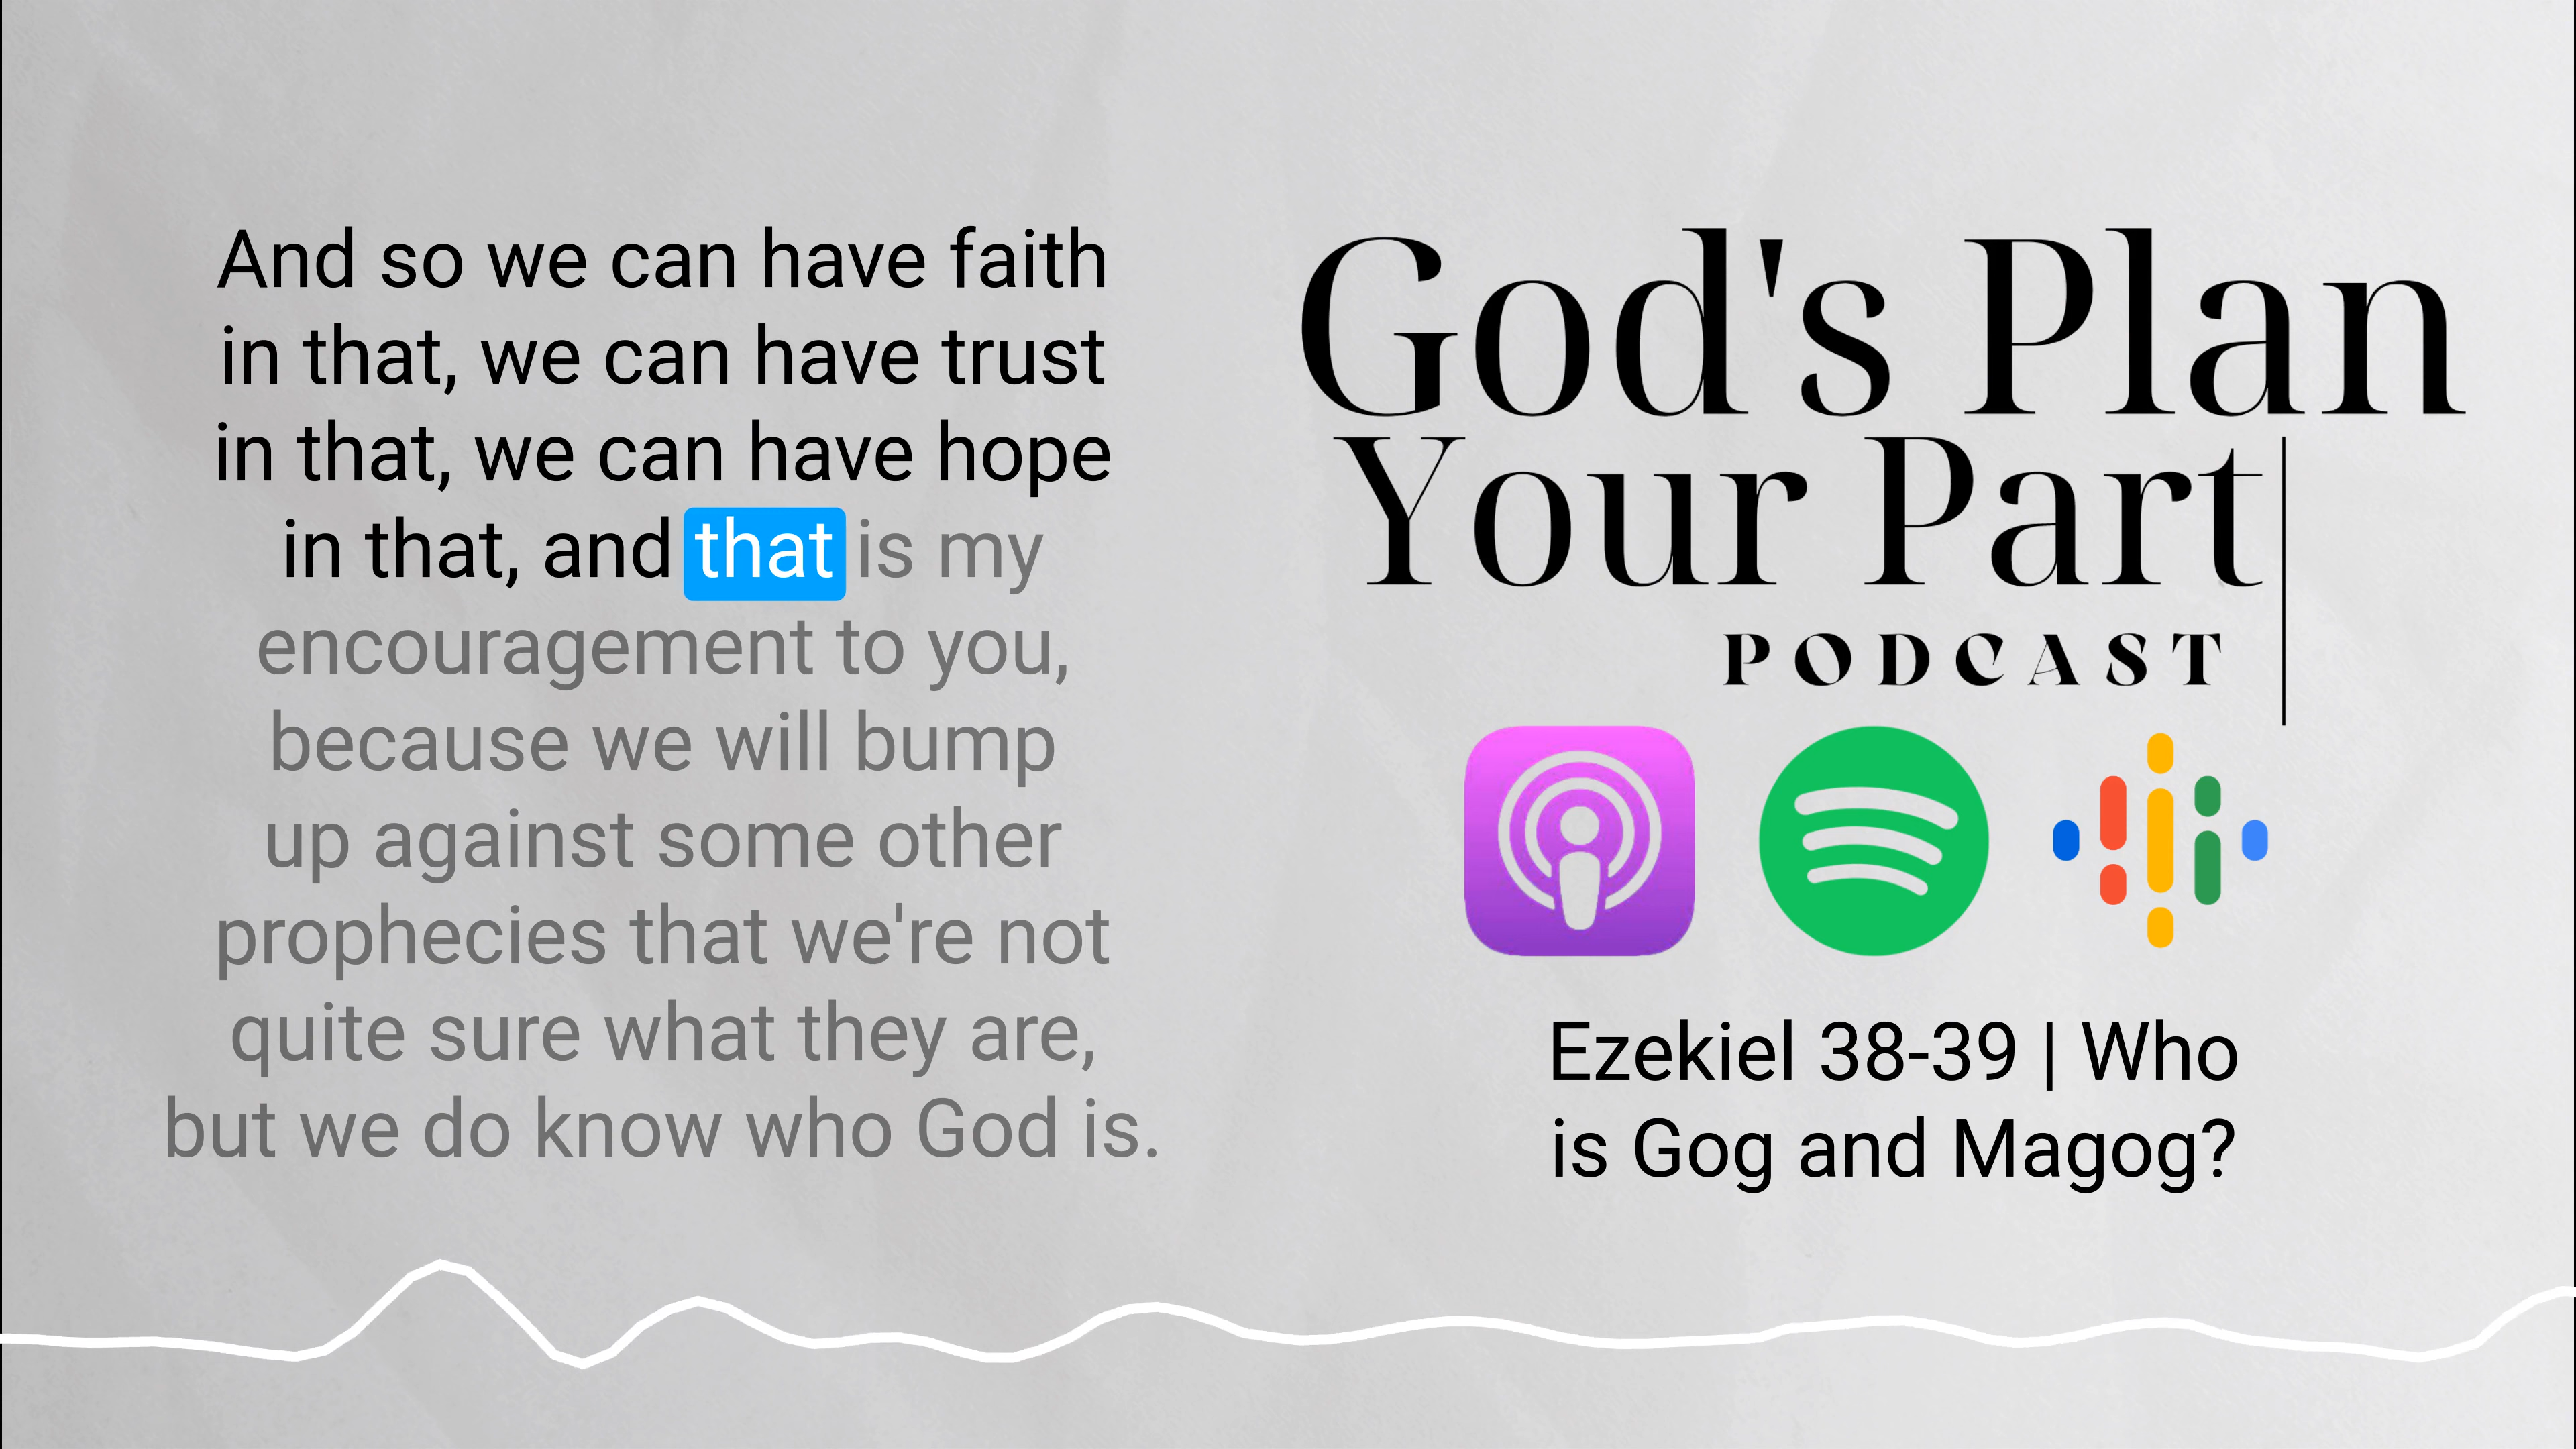 And so we can have faith
in that, we can have trust
in that, we can have hope
in that, and that is my
encouragement to you,
because we will bump
up against some other
prophecies that we're not
quite sure what they are,
but we do know who God is.
God's Plan
Your Part
PODCAST
Ezekiel 38-39 | Who
is Gog and Magog?